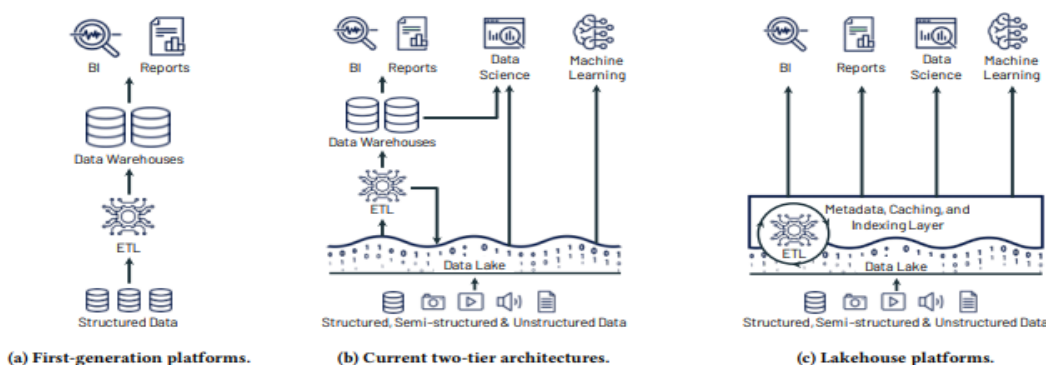 BI
Reports
Data Warehouses
ETL
Structured Data
(a) First-generation platforms.
BI
Reports
Data
Science
Machine
Learning
Data Warehouses
ETL
Data Lake
Structured, Semi-structured & Unstructured Data
(b) Current two-tier architectures.
BI
Reports
Data
Science
Machine
Learning
Metadata, Caching, and
Indexing Layer
ETL
Data Lake
Structured, Semi-structured & Unstructured Data
(c) Lakehouse platforms.